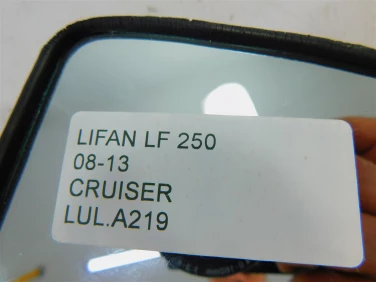 LIFAN LF 250
08-13
CRUISER
LUL.A219